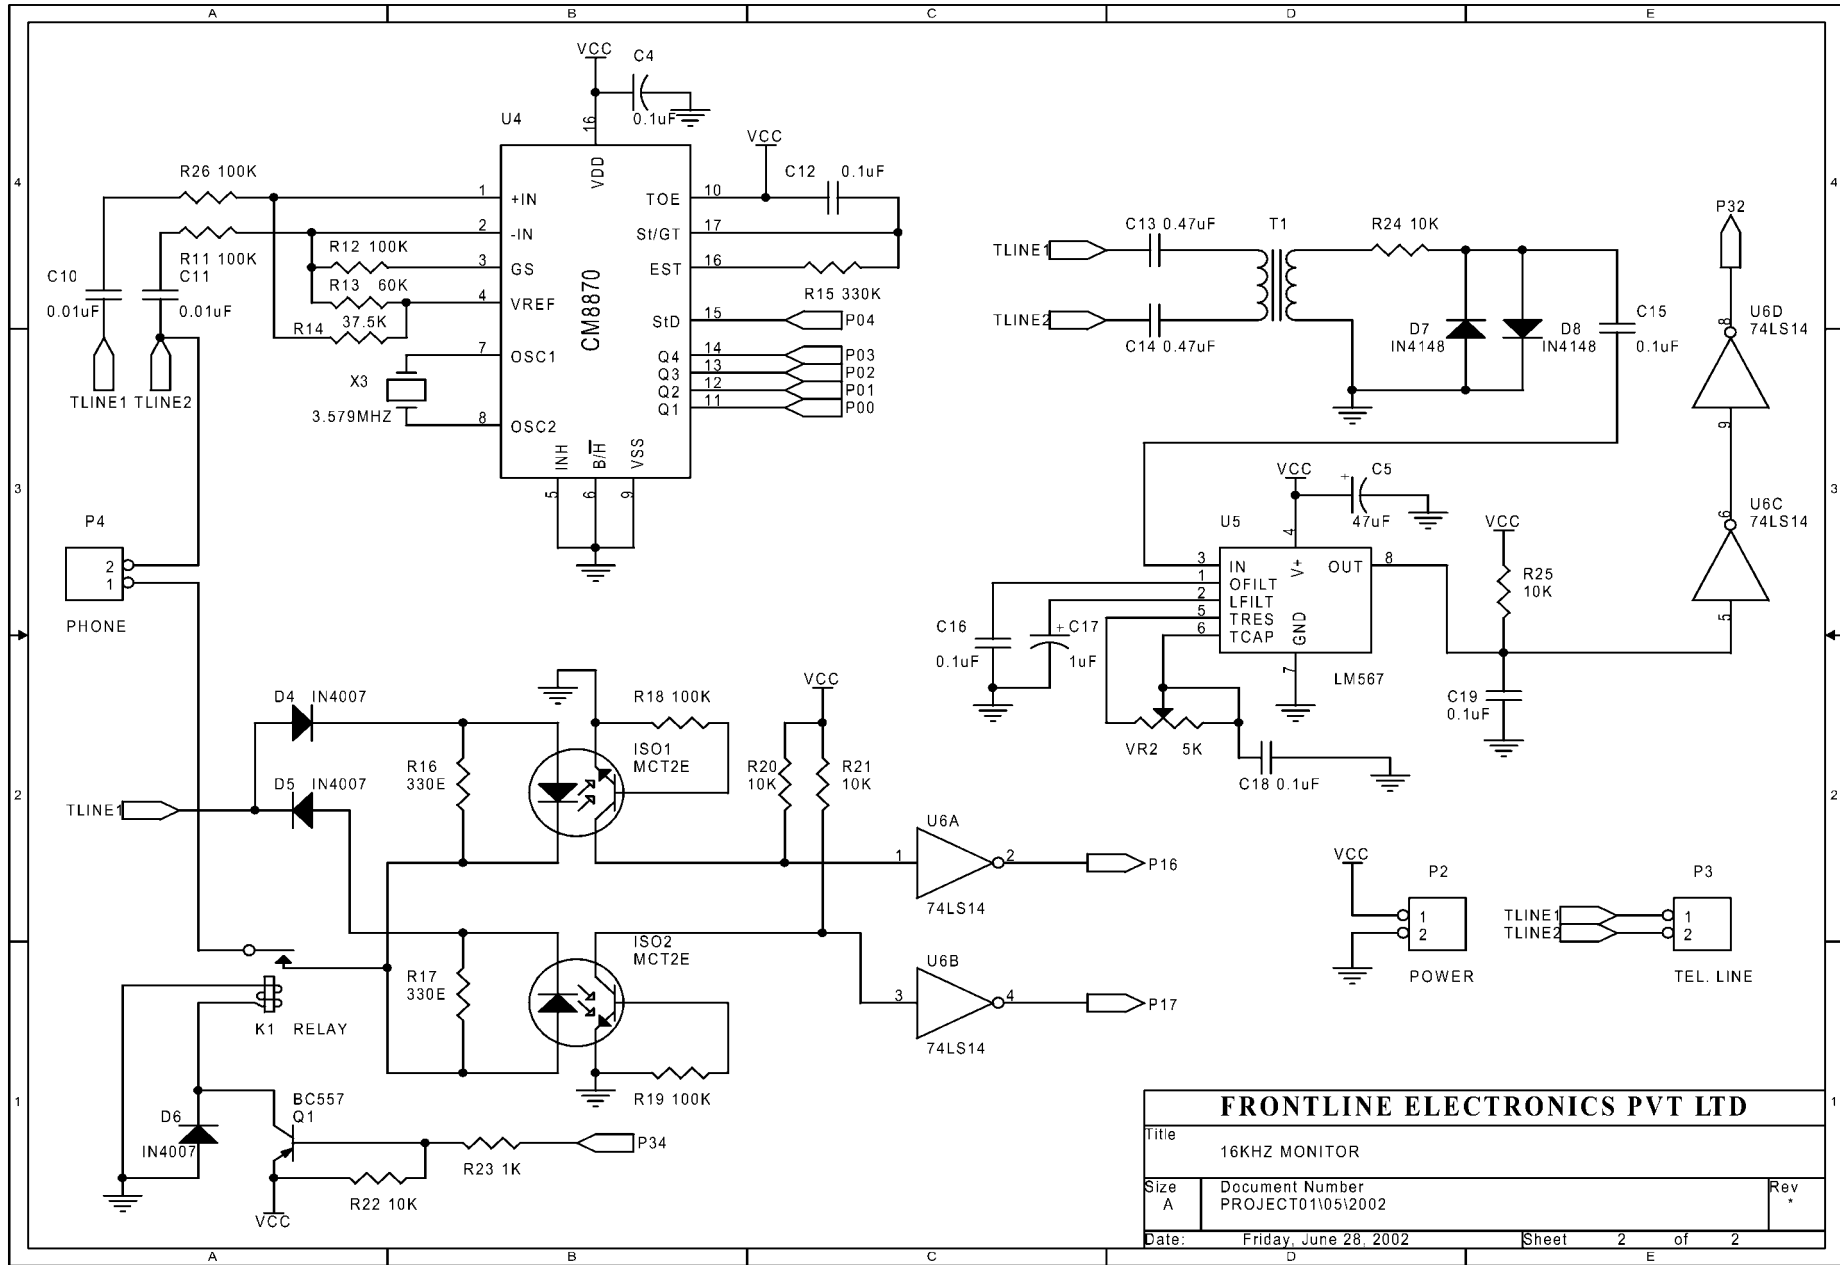 A B C D E
4 4
3 3
2 2
1 1
VCC
C4
0.1uF
U4
16
VDD
CM8870
R26 100K
R11 100K
C10
0.01uF
C11
0.01uF
TLINE1 TLINE2
R12 100K
R13 60K
37.5K
R14
X3
3.579MHZ
1 +IN
2 -IN
3 GS
4 VREF
7 OSC1
8 OSC2
INH B/H VSS
5 6 9
TOE 10
St/GT 17
EST 16
StD 15
Q4 14
Q3 13
Q2 12
Q1 11
VCC
C12 0.1uF
R15 330K
P04
P03
P02
P01
P00
TLINE1
TLINE2
C13 0.47uF
C14 0.47uF
T1
R24 10K
D7
IN4148
D8
IN4148
C15
0.1uF
P32
8
U6D
74LS14
9
6
U6C
74LS14
5
P4
2
1
PHONE
VCC
C5
+
47uF
U5
4
3 IN
1 OFILT
2 LFILT
5 TRES
6 TCAP
V+
GND
OUT 8
7
LM567
C16
0.1uF
+ C17
1uF
VR2 5K
C18 0.1uF
VCC
R25
10K
C19
0.1uF
D4 IN4007
D5 IN4007
TLINE1
R16
330E
R18 100K
ISO1
MCT2E
VCC
R20
10K
R21
10K
U6A
1 2
74LS14
P16
R17
330E
ISO2
MCT2E
R19 100K
U6B
3 4
74LS14
P17
K1 RELAY
D6
IN4007
BC557
Q1
R22 10K
VCC
R23 1K
P34
VCC
P2
1
2
POWER
TLINE1
TLINE2
P3
1
2
TEL. LINE
FRONTLINE ELECTRONICS PVT LTD
Title
16KHZ MONITOR
Size
A
Document Number
PROJECT01\05\2002
Rev
*
Date: Friday, June 28, 2002 Sheet 2 of 2
A B C D E